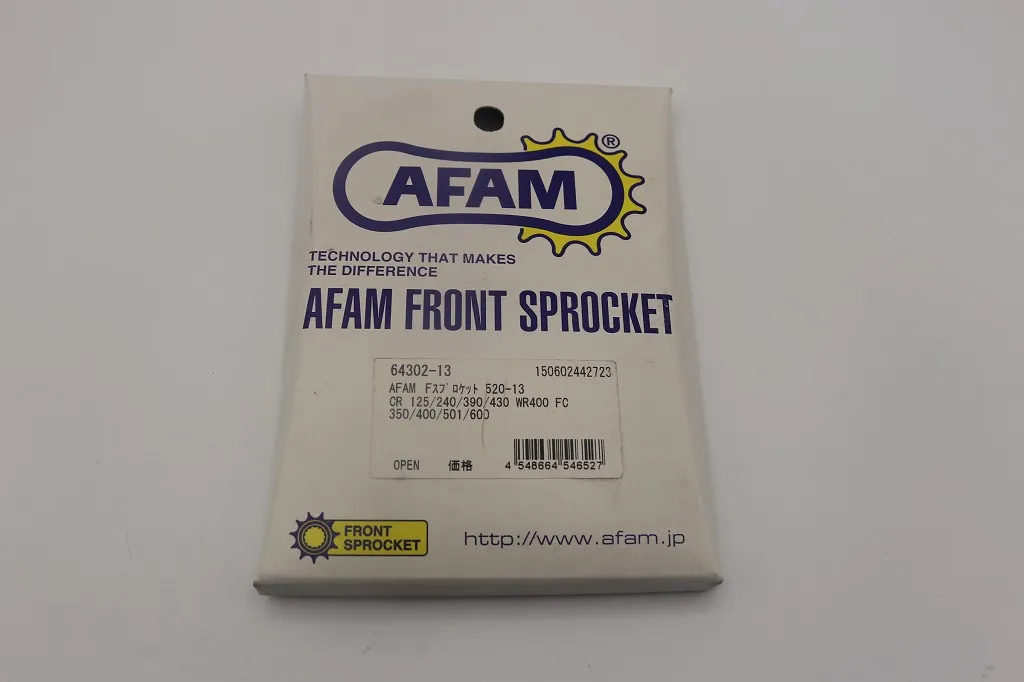 AFAM®
TECHNOLOGY THAT MAKES
THE DIFFERENCE
AFAM FRONT SPROCKET
64302-13 150602442723
AFAM Fスプロケット 520-13
CR 125/240/390/430 WR400 FC
350/400/501/600
OPEN 価格
4 548664 546527
FRONT
SPROCKET
http://www.afam.jp